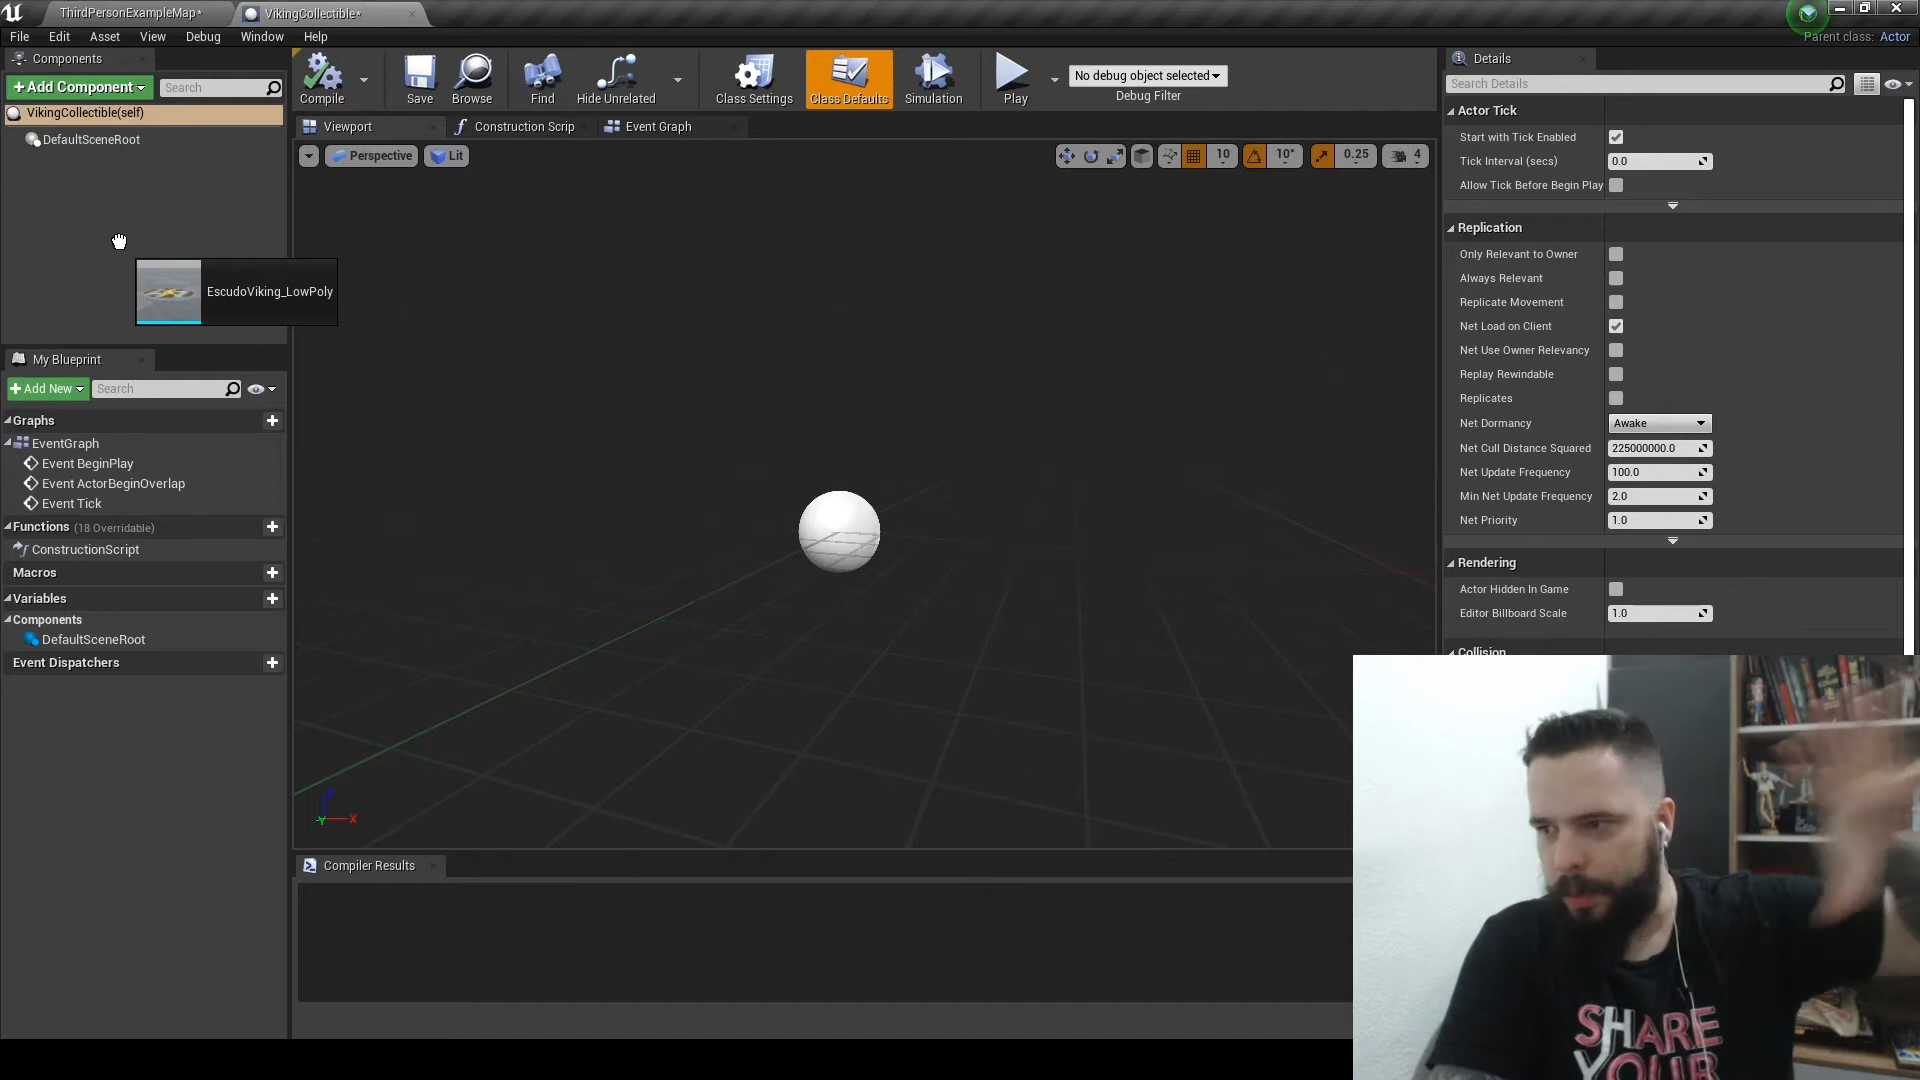 ThirdPersonExampleMap*
VikingCollectible*
File Edit Asset View Debug Window Help
Parent class: Actor
Components
+Add Component
Search
VikingCollectible(self)
DefaultSceneRoot
EscudoViking_LowPoly
Compile
Save
Browse
Find
Hide Unrelated
Class Settings
Class Defaults
Simulation
Play
No debug object selected
Debug Filter
Viewport
Construction Scrip
Event Graph
Perspective
Lit
10
10°
0.25
4
X
My Blueprint
+Add New
Search
Graphs
EventGraph
Event BeginPlay
Event ActorBeginOverlap
Event Tick
Functions (18 Overridable)
ConstructionScript
Macros
Variables
Components
DefaultSceneRoot
Event Dispatchers
Compiler Results
Details
Search Details
Actor Tick
Start with Tick Enabled
Tick Interval (secs) 0.0
Allow Tick Before Begin Play
Replication
Only Relevant to Owner
Always Relevant
Replicate Movement
Net Load on Client
Net Use Owner Relevancy
Replay Rewindable
Replicates
Net Dormancy Awake
Net Cull Distance Squared 225000000.0
Net Update Frequency 100.0
Min Net Update Frequency 2.0
Net Priority 1.0
Rendering
Actor Hidden In Game
Editor Billboard Scale 1.0
Collision
SHARE
YOUR